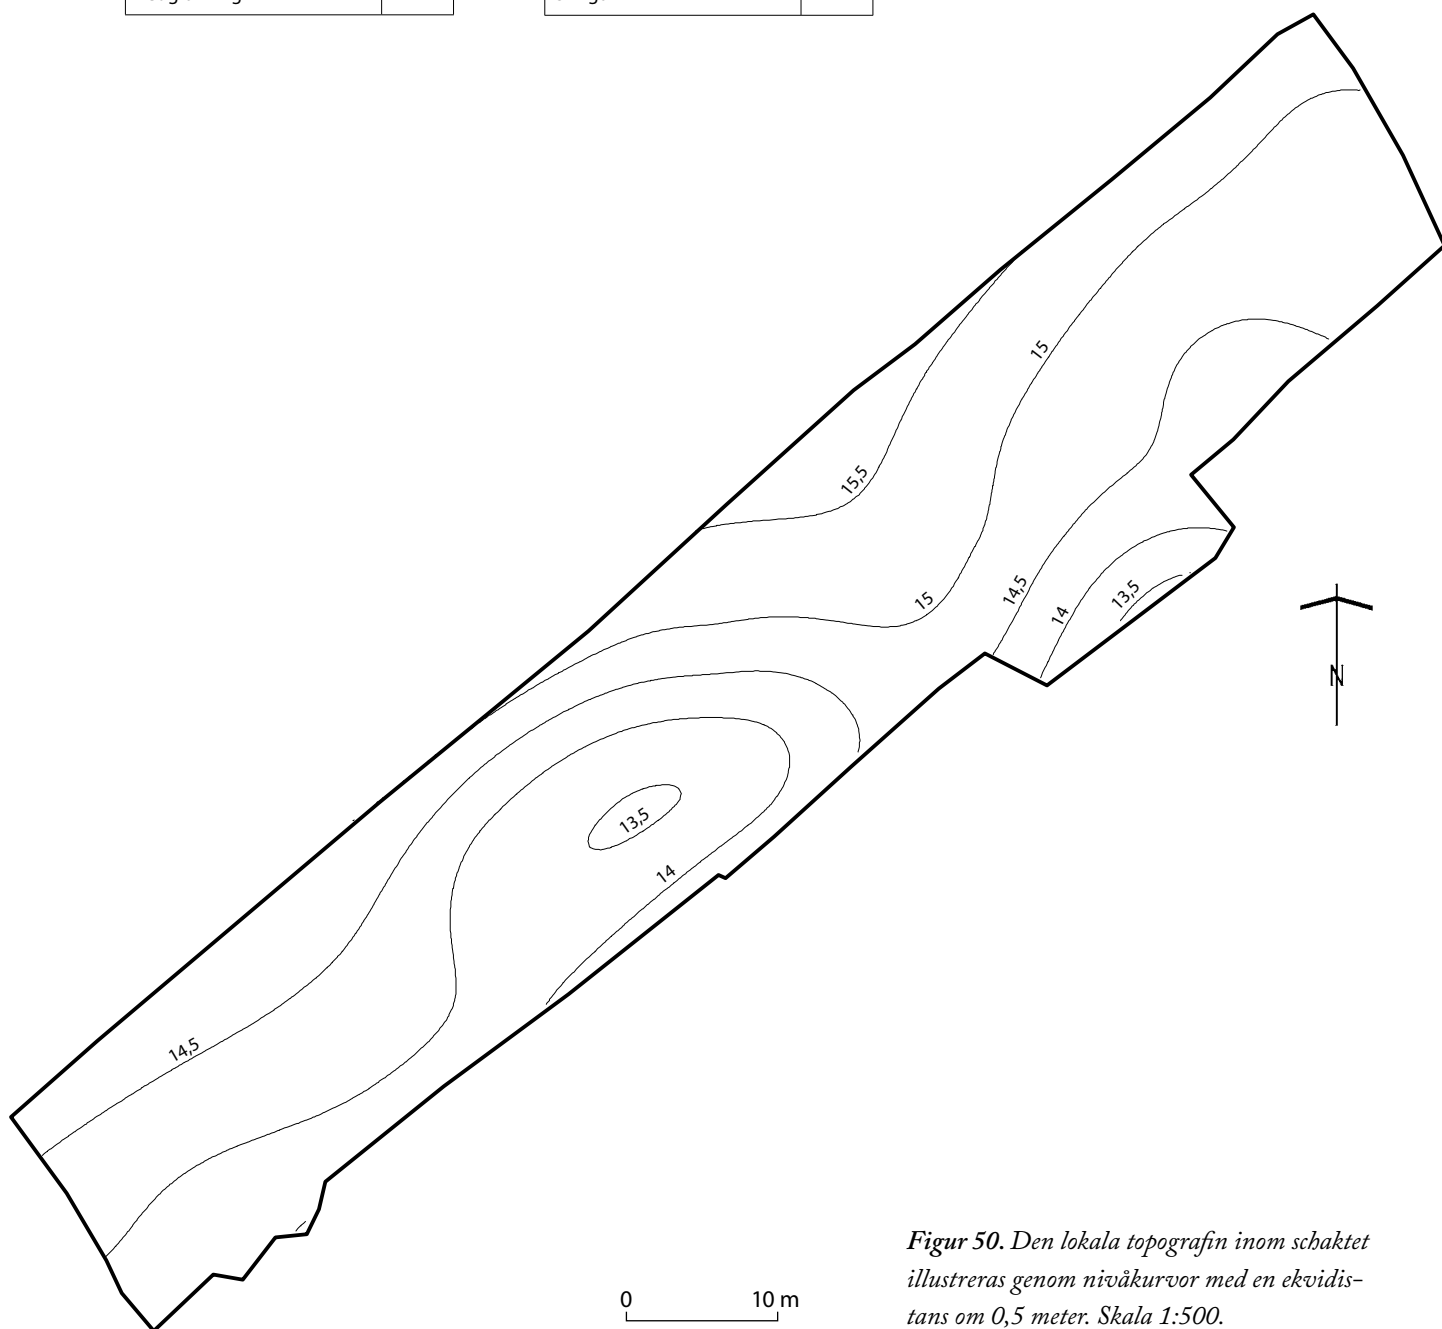 15,5
15
15
14,5
14
13,5
13,5
14
14,5
N
0 10 m
Figur 50. Den lokala topografin inom schaktet
illustreras genom nivåkurvor med en ekvidis-
tans om 0,5 meter. Skala 1:500.